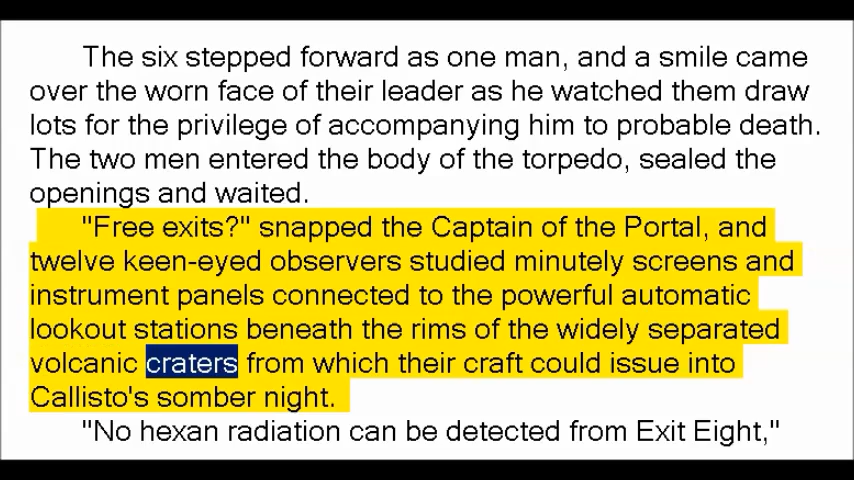 The six stepped forward as one man, and a smile came
over the worn face of their leader as he watched them draw
lots for the privilege of accompanying him to probable death.
The two men entered the body of the torpedo, sealed the
openings and waited.
"Free exits?" snapped the Captain of the Portal, and
twelve keen-eyed observers studied minutely screens and
instrument panels connected to the powerful automatic
lookout stations beneath the rims of the widely separated
volcanic craters from which their craft could issue into
Callisto's somber night.
"No hexan radiation can be detected from Exit Eight,"